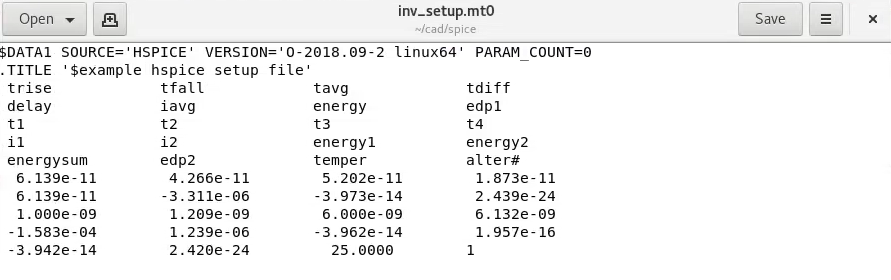 Open inv_setup.mt0 Save
~/cad/spice
$DATA1 SOURCE='HSPICE' VERSION='O-2018.09-2 linux64' PARAM_COUNT=0
.TITLE '$example hspice setup file'
trise tfall tavg tdiff
delay iavg energy edp1
t1 t2 t3 t4
i1 i2 energy1 energy2
energysum edp2 temper alter#
6.139e-11 4.266e-11 5.202e-11 1.873e-11
6.139e-11 -3.311e-06 -3.973e-14 2.439e-24
1.000e-09 1.209e-09 6.000e-09 6.132e-09
-1.583e-04 1.239e-06 -3.962e-14 1.957e-16
-3.942e-14 2.420e-24 25.0000 1